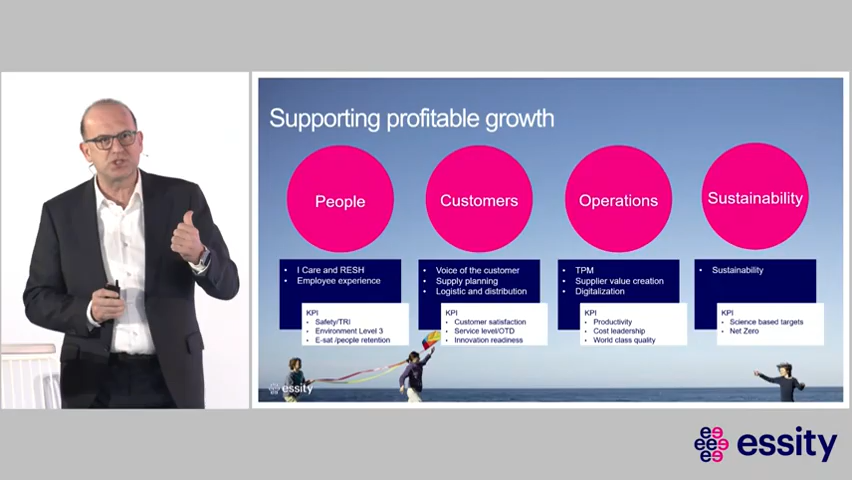 Supporting profitable growth
People
Customers
Operations
Sustainability
• I Care and RESH
• Employee experience
KPI
• Safety/TRI
• Environment Level 3
• E-sat /people retention
• Voice of the customer
• Supply planning
• Logistic and distribution
KPI
• Customer satisfaction
• Service level/OTD
• Innovation readiness
• TPM
• Supplier value creation
• Digitalization
KPI
• Productivity
• Cost leadership
• World class quality
• Sustainability
KPI
• Science based targets
• Net Zero
essity
essity